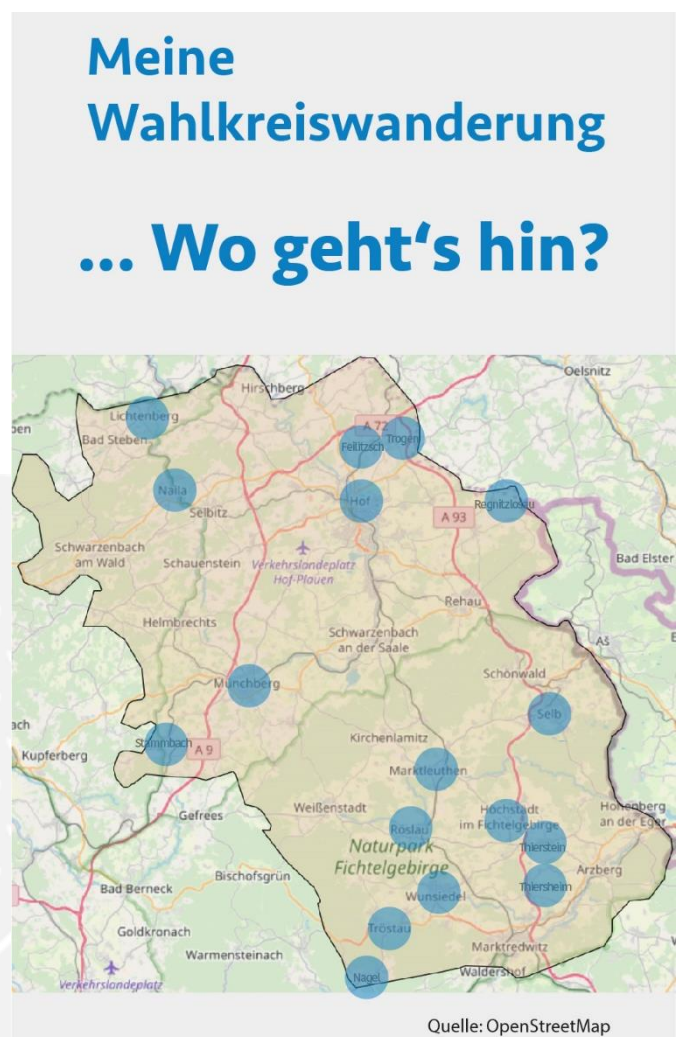 Meine
Wahlkreiswanderung
... Wo geht‘s hin?
Oelsnitz
Hirschberg
Lichtenberg
A 72
Trogen
Bad Steben
Feilitzsch
Naila
Hof
Regnitzlosau
Selbitz
A 93
Schwarzenbach
am Wald
Schauenstein
Verkehrslandeplatz
Hof-Plauen
Bad Elster
Rehau
Helmbrechts
Schwarzenbach
an der Saale
Aš
Schönwald
Münchberg
Selb
ach
Stammbach
A 9
Kirchenlamitz
Kupferberg
Marktleuthen
Weißenstadt
Höchstädt
im Fichtelgebirge
Hohenberg
an der Eger
Gefrees
Röslau
Naturpark
Fichtelgebirge
Thierstein
Bischofsgrün
Arzberg
Bad Berneck
Wunsiedel
Thiersheim
Goldkronach
Tröstau
Warmensteinach
Marktredwitz
Waldershof
Nagel
Verkehrslandeplatz
Quelle: OpenStreetMap